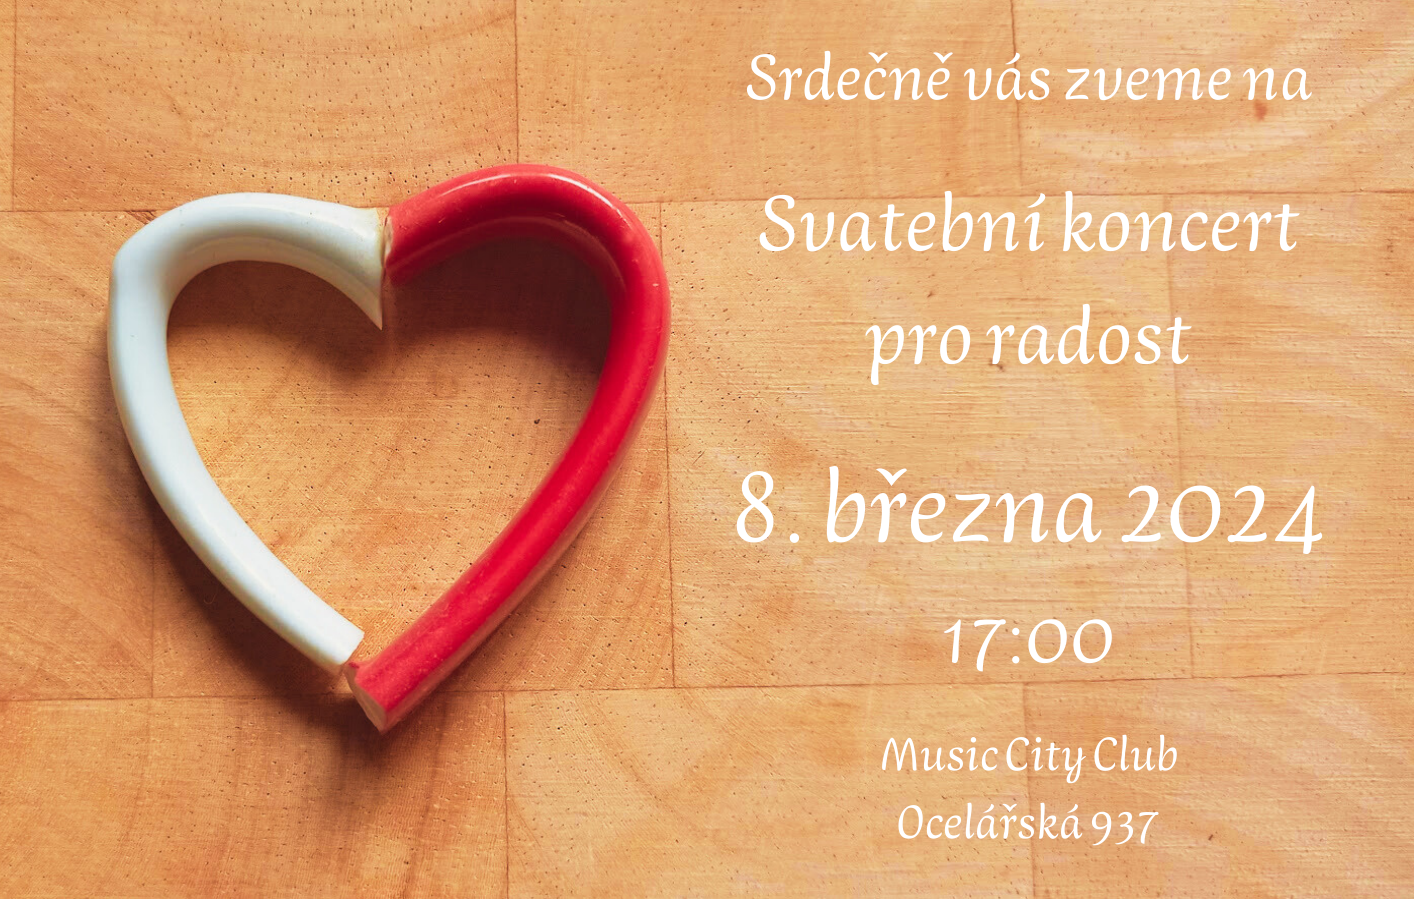 Srdečně vás zveme na
Svatební koncert
pro radost
8. března 2024
17:00
Music City Club
Ocelářská 937